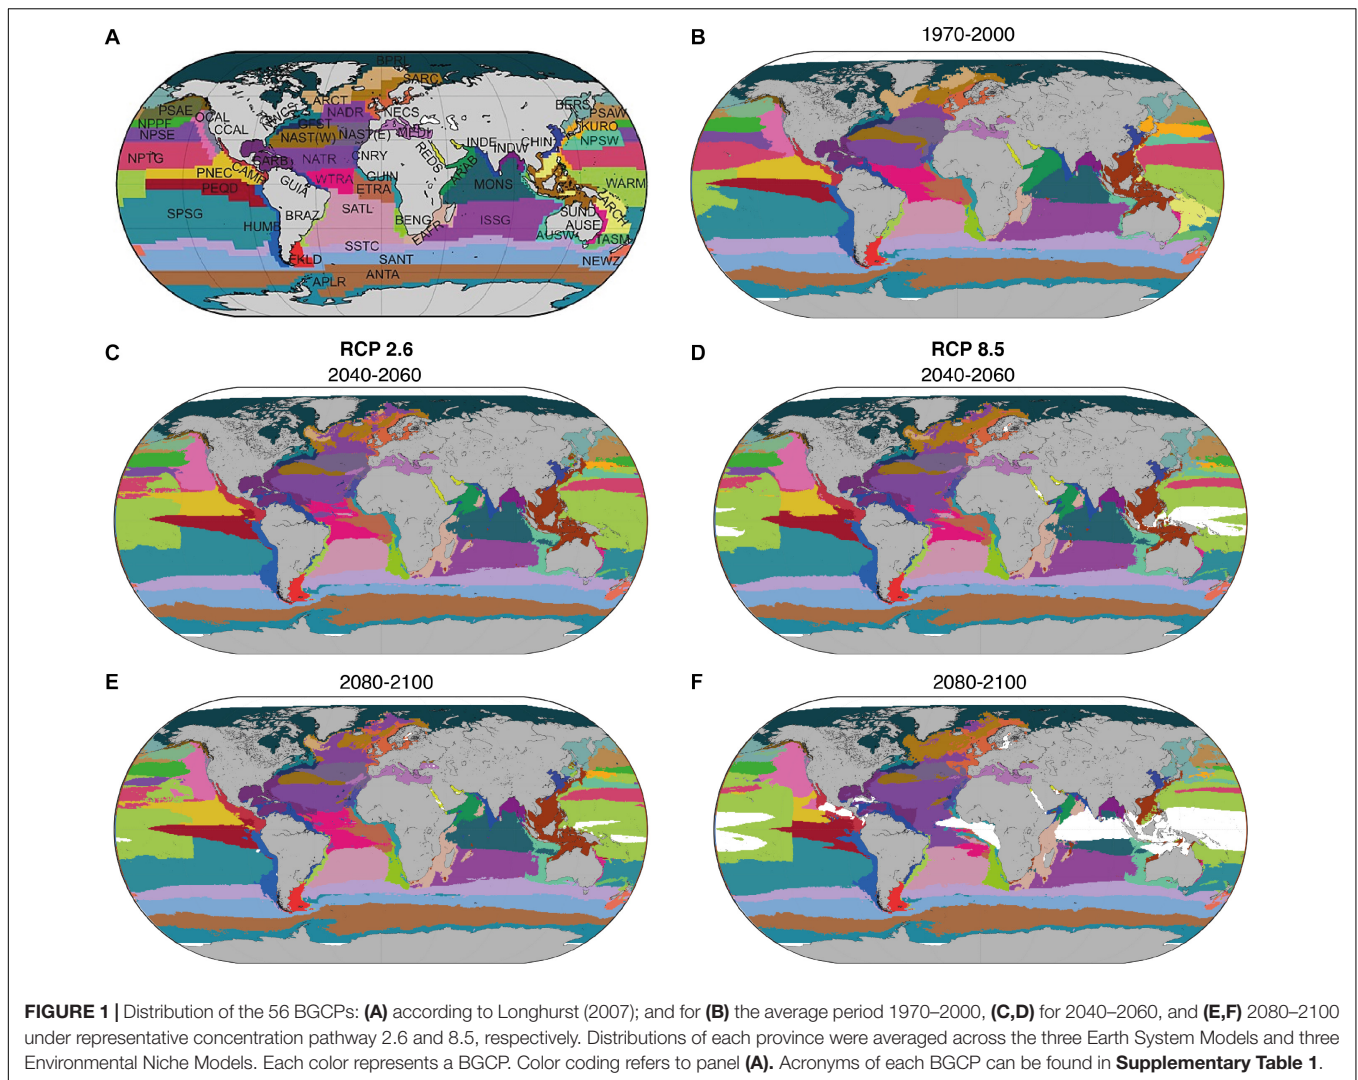 A
BPRL
SARC
ARCT
NADR
NECS
PSAE
OCAL
CCAL
NWCS
GFST
NPPF
NPSE
NAST(W)
NAST(E)
MEDI
BERS
PSAW
KURO
NPSW
CHIN
INDE
INDW
REDS
ARAB
NPTG
CARB
NATR
CNRY
CAMR
PNEC
PEQD
GUIA
WTRA
GUIN
ETRA
MONS
WARM
SPSG
HUMB
BRAZ
SATL
BENG
EAFR
ISSG
SUND
ARCH
AUSE
AUSW
TASM
SSTC
SANT
NEWZ
FKLD
ANTA
APLR
B
1970-2000
C
RCP 2.6
2040-2060
D
RCP 8.5
2040-2060
E
2080-2100
F
2080-2100
FIGURE 1 | Distribution of the 56 BGCPs: (A) according to Longhurst (2007); and for (B) the average period 1970–2000, (C,D) for 2040–2060, and (E,F) 2080–2100
under representative concentration pathway 2.6 and 8.5, respectively. Distributions of each province were averaged across the three Earth System Models and three
Environmental Niche Models. Each color represents a BGCP. Color coding refers to panel (A). Acronyms of each BGCP can be found in Supplementary Table 1.